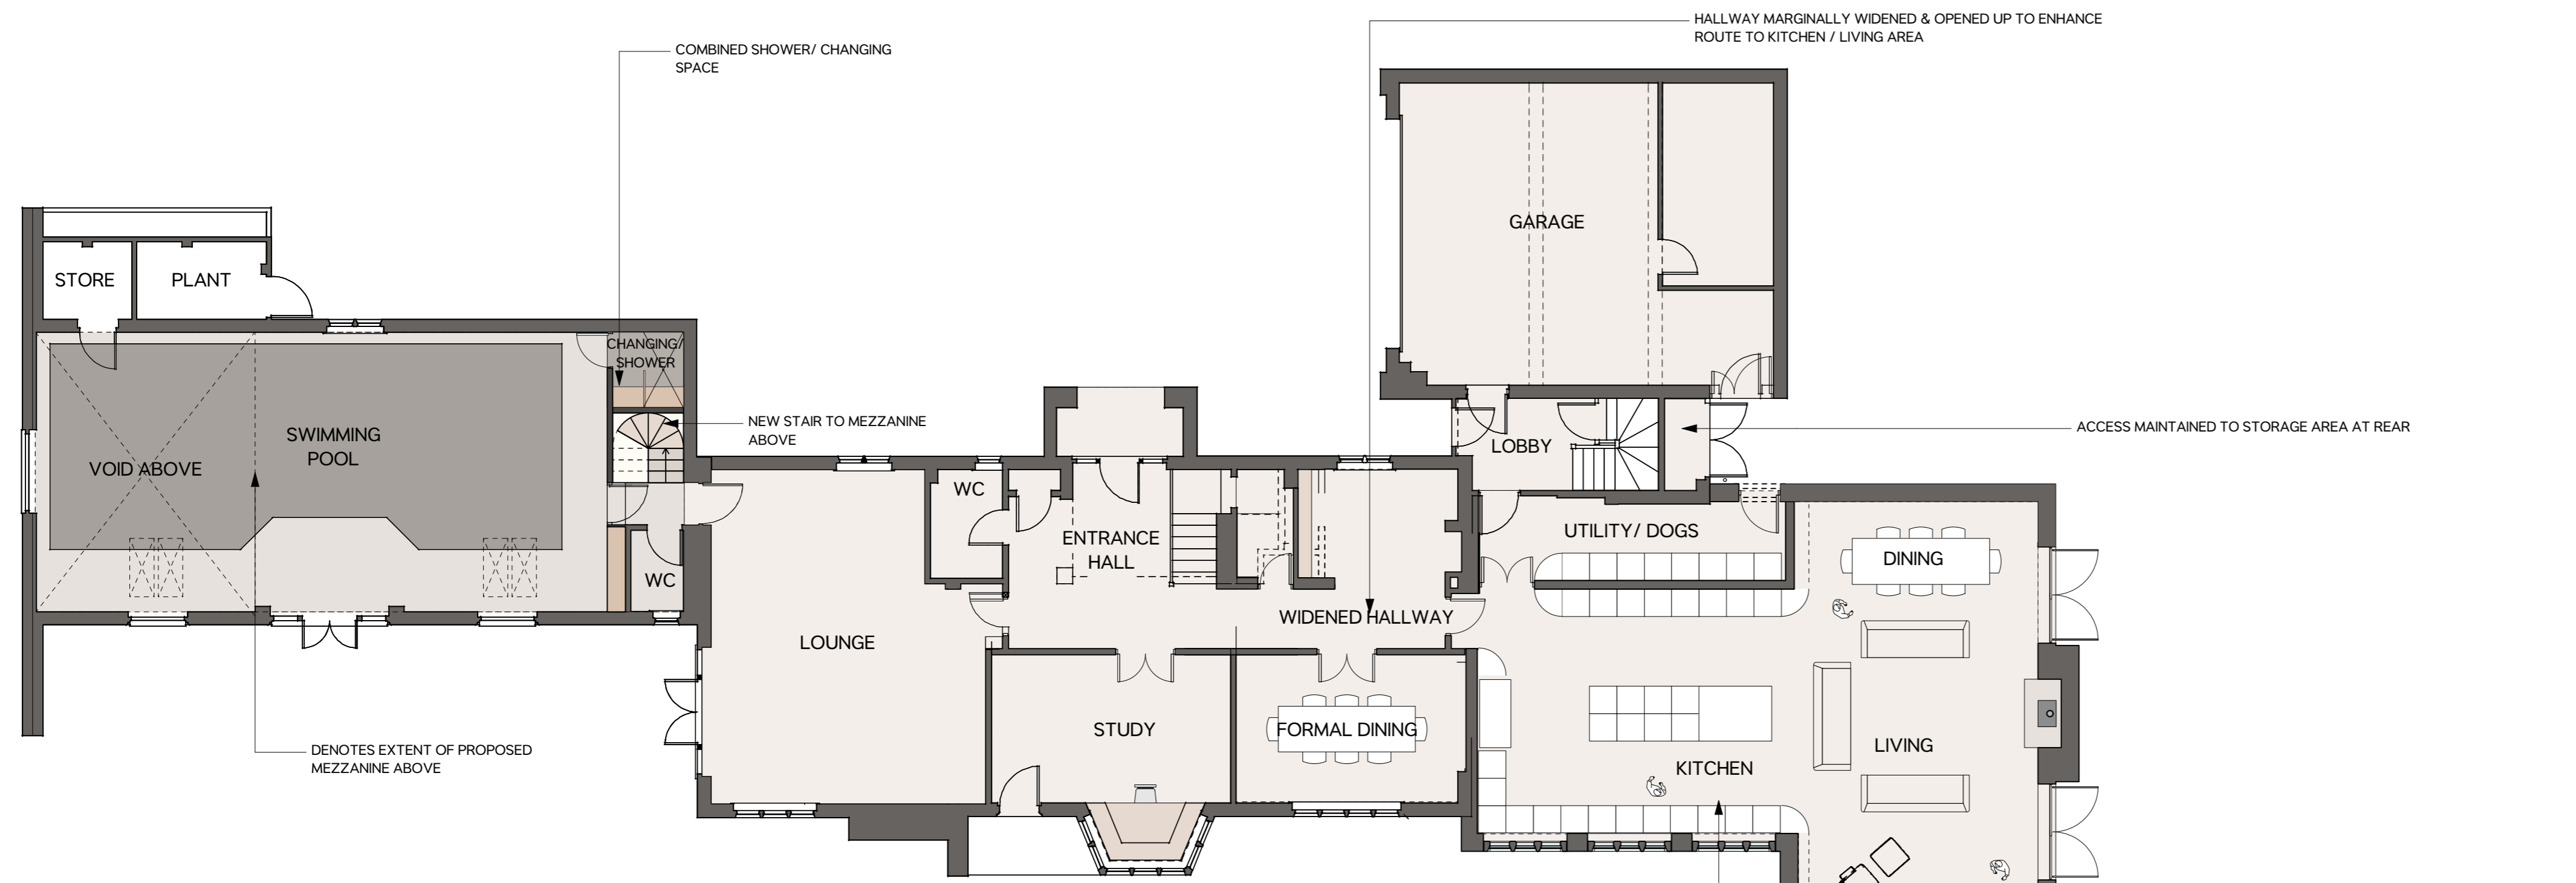 HALLWAY MARGINALLY WIDENED & OPENED UP TO ENHANCE
ROUTE TO KITCHEN / LIVING AREA
COMBINED SHOWER/ CHANGING
SPACE
GARAGE
STORE
PLANT
CHANGING/
SHOWER
NEW STAIR TO MEZZANINE
ABOVE
ACCESS MAINTAINED TO STORAGE AREA AT REAR
SWIMMING
POOL
VOID ABOVE
LOBBY
WC
ENTRANCE
HALL
UTILITY/ DOGS
DINING
WC
WIDENED HALLWAY
LOUNGE
STUDY
FORMAL DINING
LIVING
KITCHEN
DENOTES EXTENT OF PROPOSED
MEZZANINE ABOVE